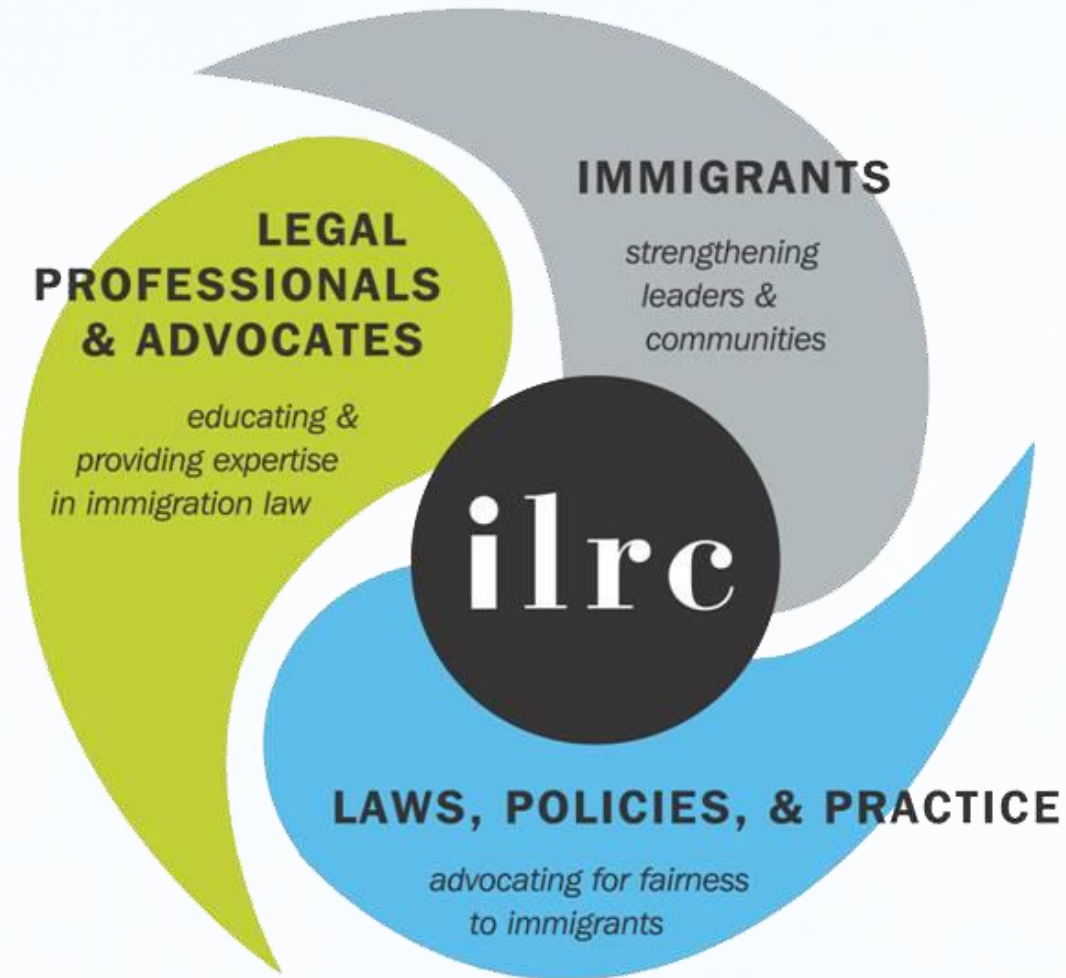 LEGAL
PROFESSIONALS
& ADVOCATES
educating &
providing expertise
in immigration law
IMMIGRANTS
strengthening
leaders &
communities
ilrc
LAWS, POLICIES, & PRACTICE
advocating for fairness
to immigrants